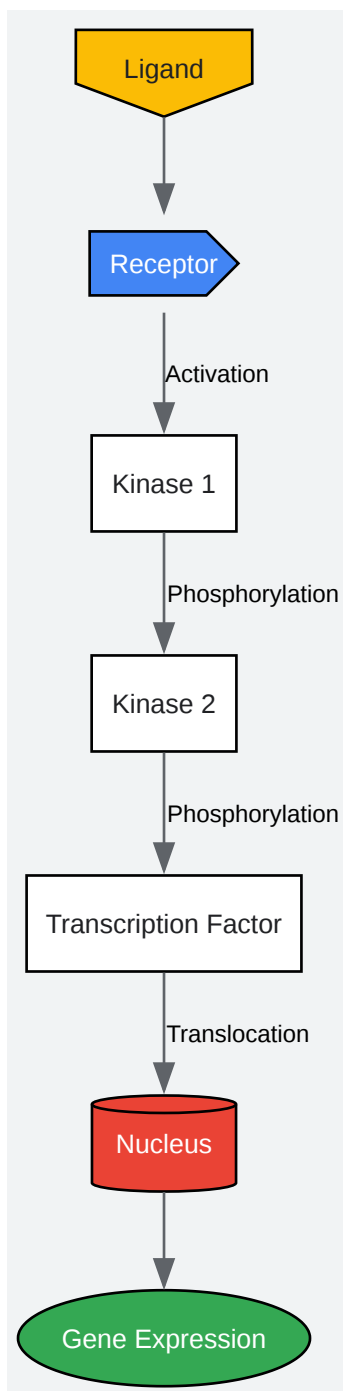 Ligand
Receptor
Activation
Kinase 1
Phosphorylation
Kinase 2
Phosphorylation
Transcription Factor
Translocation
Nucleus
Gene Expression